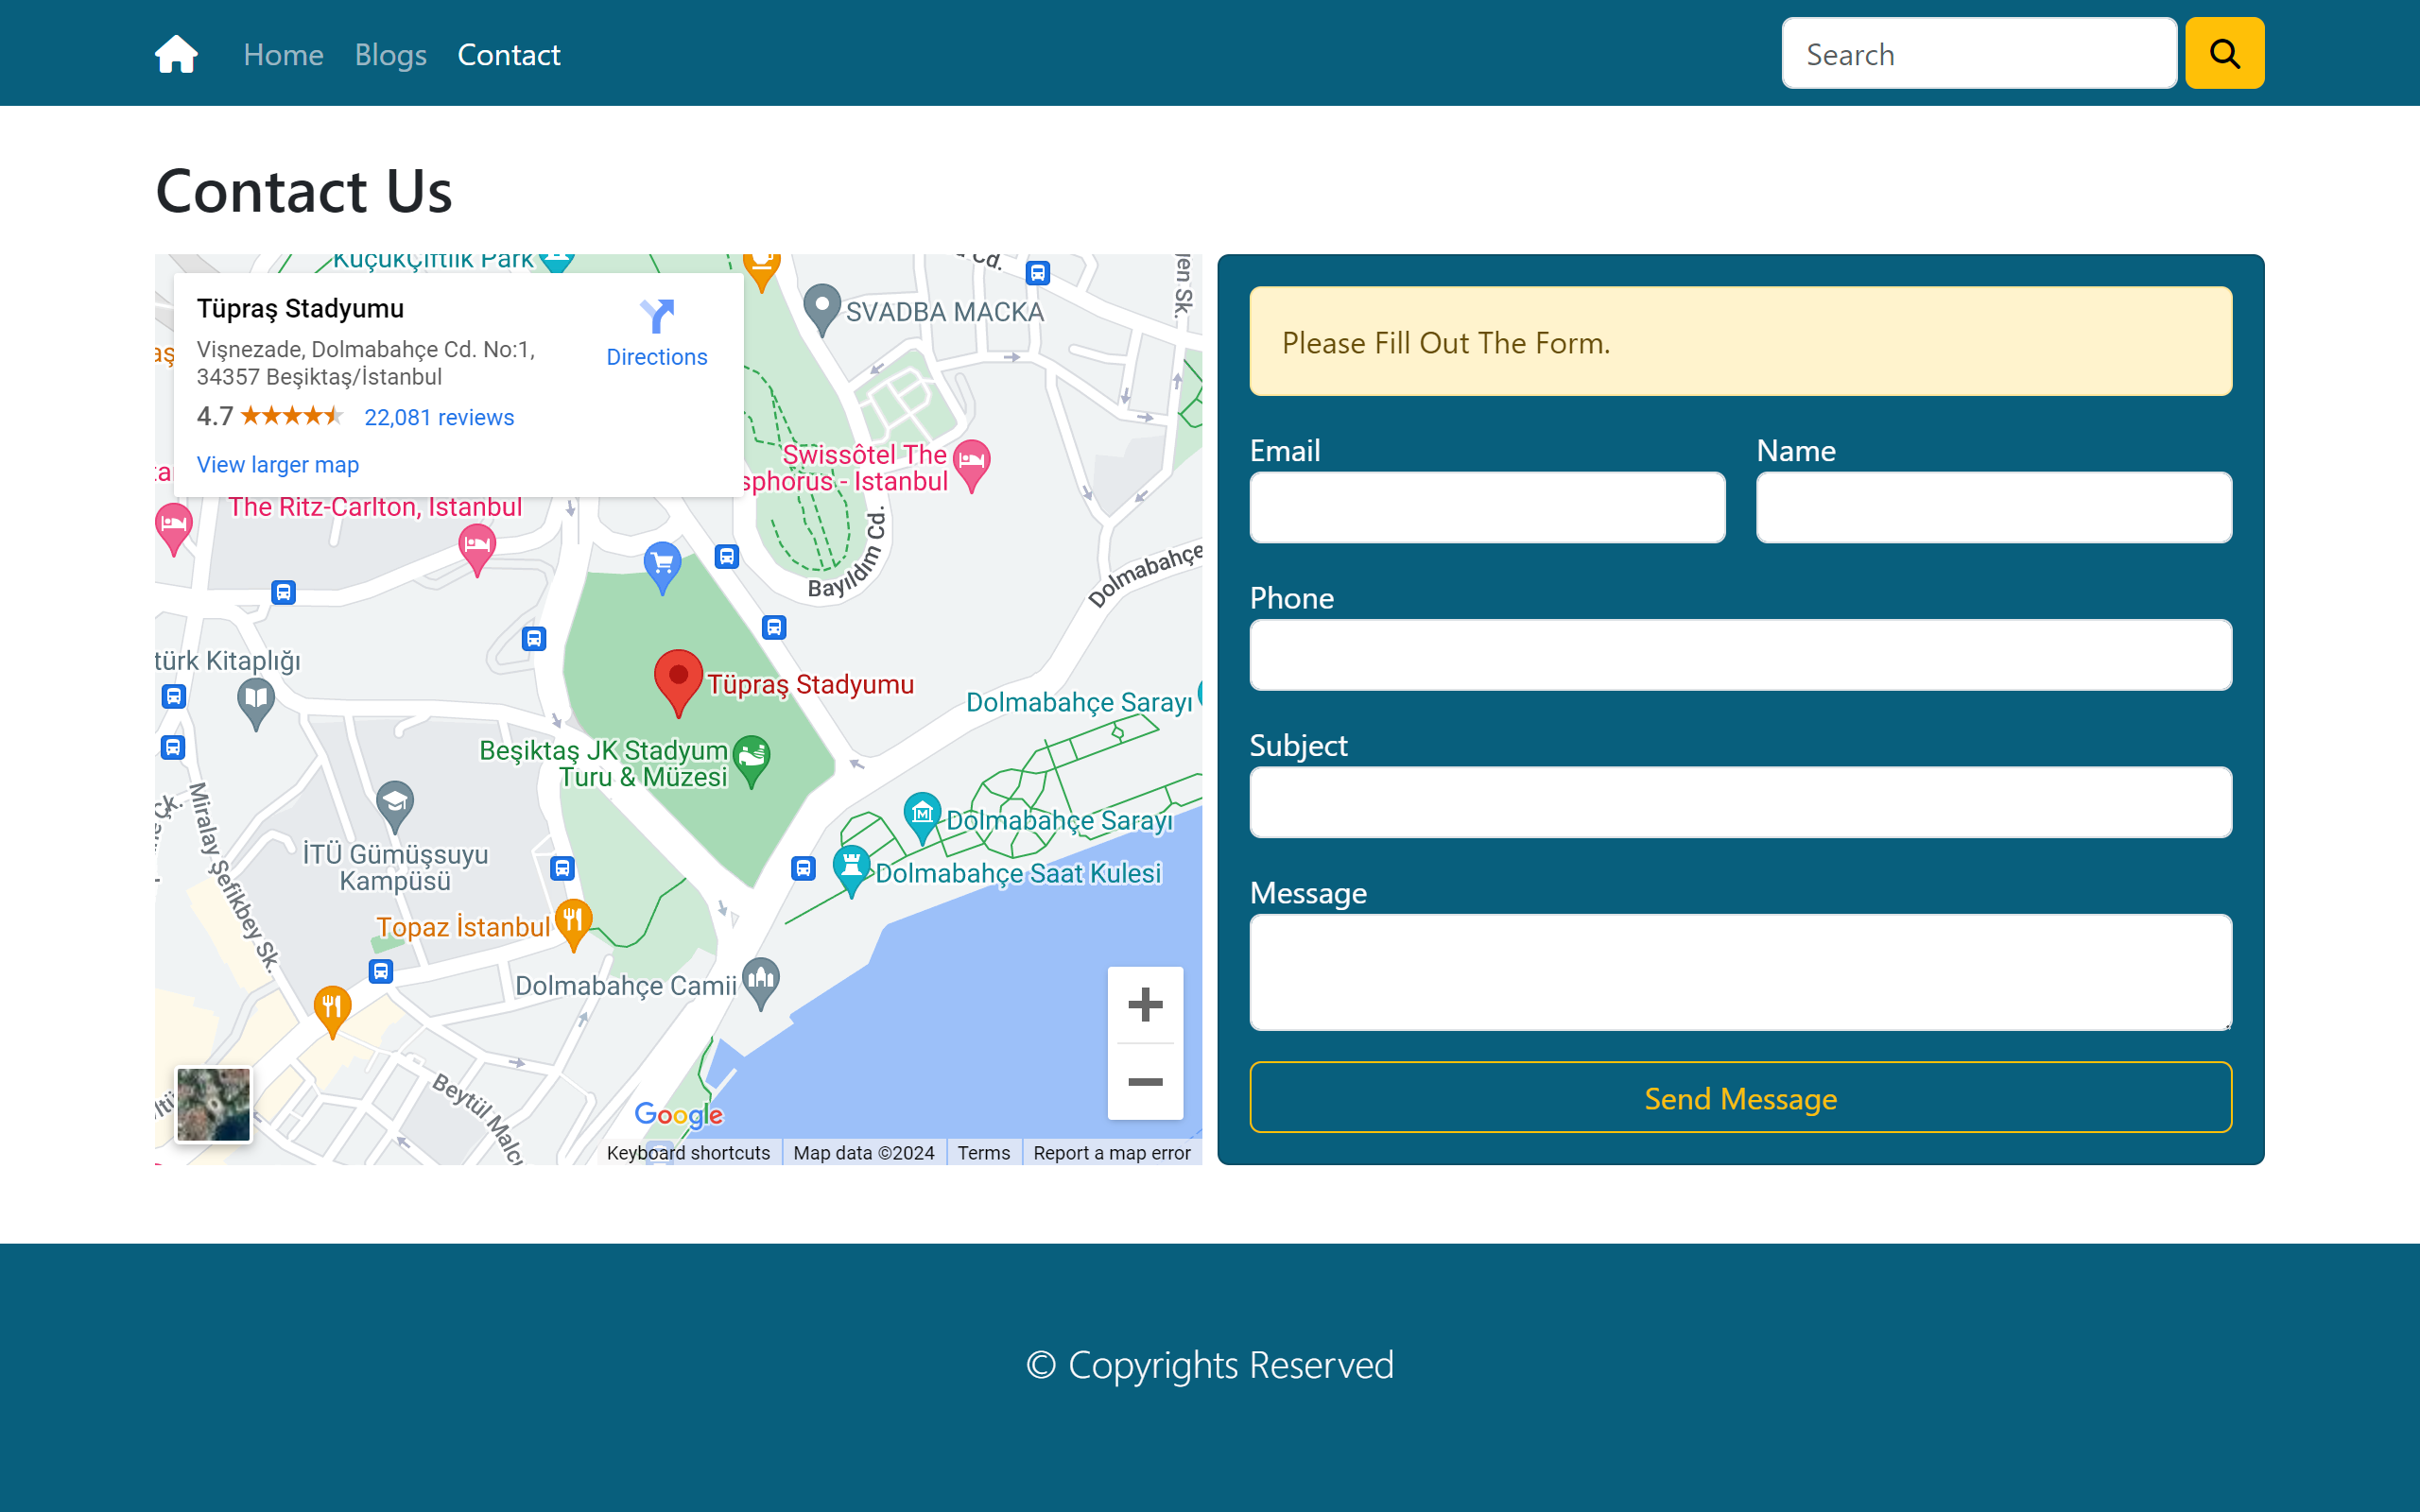 Home Blogs Contact
Search
Contact Us
KüçükÇiftlik Park
Cd.
SVADBA MACKA
Tüpraş Stadyumu
Vişnezade, Dolmabahçe Cd. No:1,
34357 Beşiktaş/İstanbul
Directions
4.7 22,081 reviews
View larger map
Swissôtel The
sphorus - Istanbul
The Ritz-Carlton, Istanbul
Bayıldım Cd.
Dolmabahçe
türk Kitaplığı
Tüpraş Stadyumu
Dolmabahçe Sarayı
Beşiktaş JK Stadyum
Turu & Müzesi
Miralay Şefikbey Sk.
Dolmabahçe Sarayı
İTÜ Gümüşsuyu
Kampüsü
Dolmabahçe Saat Kulesi
Topaz İstanbul
Dolmabahçe Camii
Beytül Malcı
Google
Keyboard shortcuts Map data ©2024 Terms Report a map error
Please Fill Out The Form.
Email Name
Phone
Subject
Message
Send Message
© Copyrights Reserved